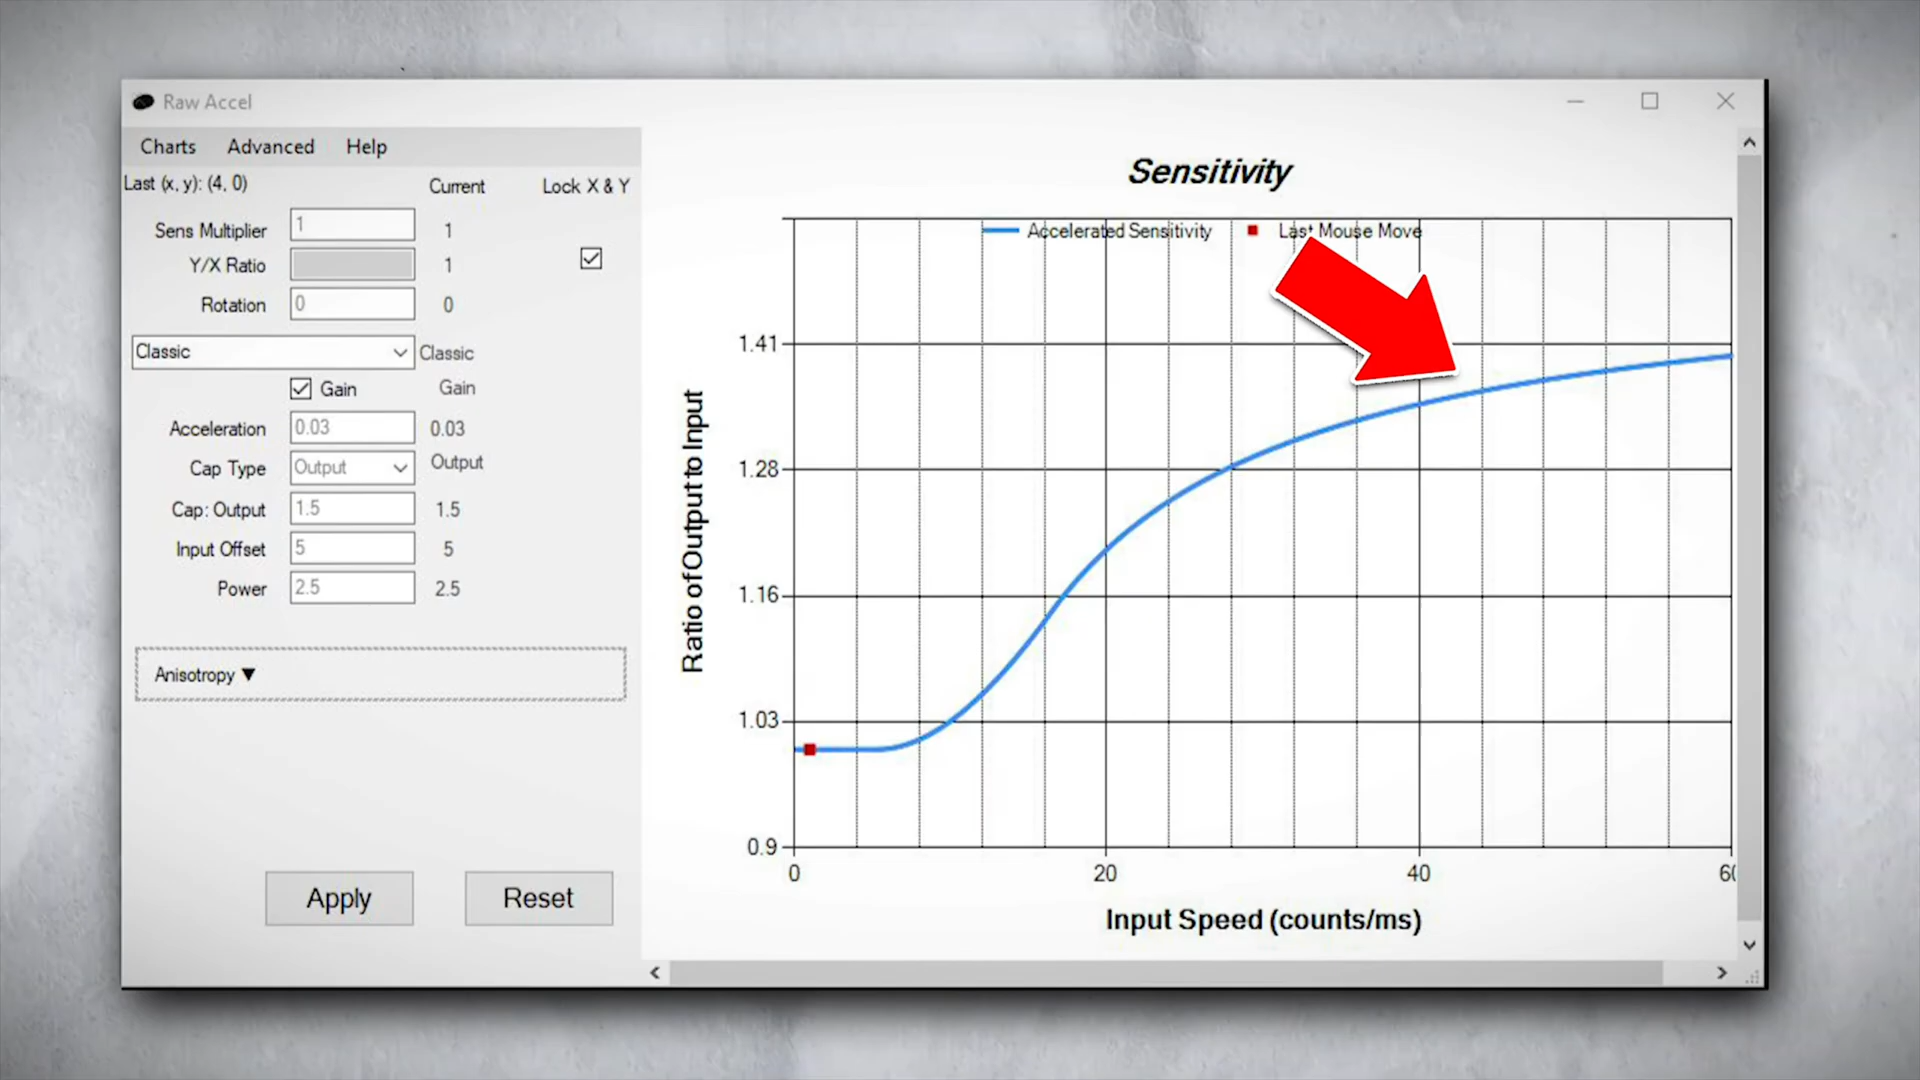 Raw Accel
Charts Advanced Help
Last (x, y): (4, 0) Current Lock X & Y
Sens Multiplier 1 1
Y/X Ratio 1
Rotation 0 0
Classic Classic
Gain Gain
Acceleration 0.03 0.03
Cap Type Output Output
Cap: Output 1.5 1.5
Input Offset 5 5
Power 2.5 2.5
Anisotropy ▼
Apply Reset
Sensitivity
Accelerated Sensitivity Last Mouse Move
Ratio of Output to Input
1.41
1.28
1.16
1.03
0.9
0 20 40 60
Input Speed (counts/ms)